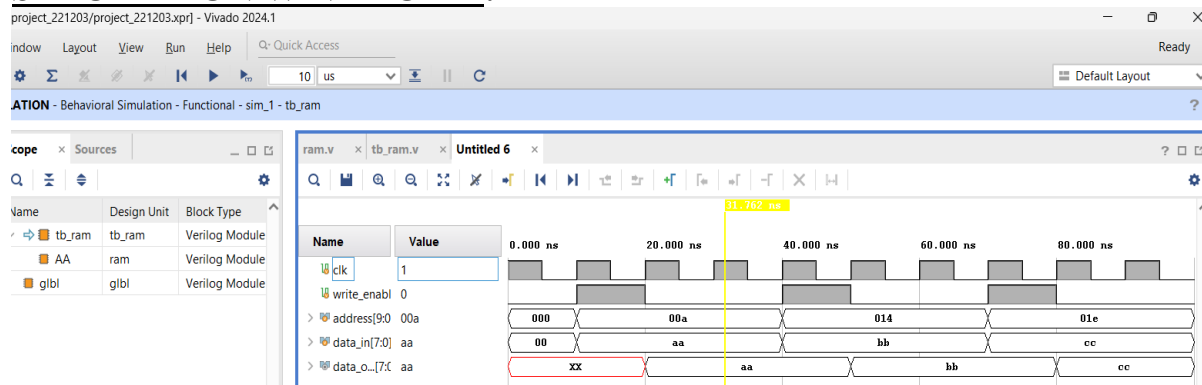 project_221203/project_221203.xpr] - Vivado 2024.1
indow Layout View Run Help Quick Access Ready
10 us Default Layout
ATION - Behavioral Simulation - Functional - sim_1 - tb_ram ?
cope × Sources
ram.v × tb_ram.v × Untitled 6 × ?
Name Design Unit Block Type
tb_ram tb_ram Verilog Module
AA ram Verilog Module
glbl glbl Verilog Module
31.762 ns
Name Value 0.000 ns 20.000 ns 40.000 ns 60.000 ns 80.000 ns
clk 1
write_enabl 0
address[9:0 00a 000 00a 014 01e
data_in[7:0] aa 00 aa bb cc
data_o...[7:0 aa XX aa bb cc